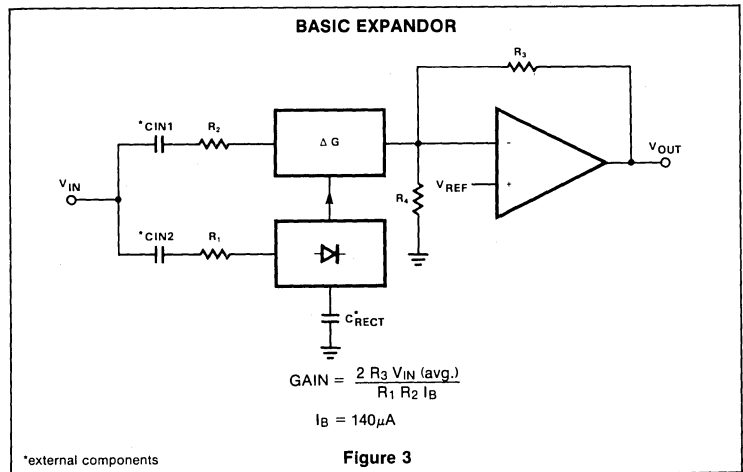 BASIC EXPANDOR
R3
*CIN1
R2
Δ G
-
VOUT
VIN
VREF
+
R4
*CIN2
R1
C*RECT
GAIN = 2 R3 VIN (avg.) / R1 R2 IB
IB = 140μA
*external components
Figure 3